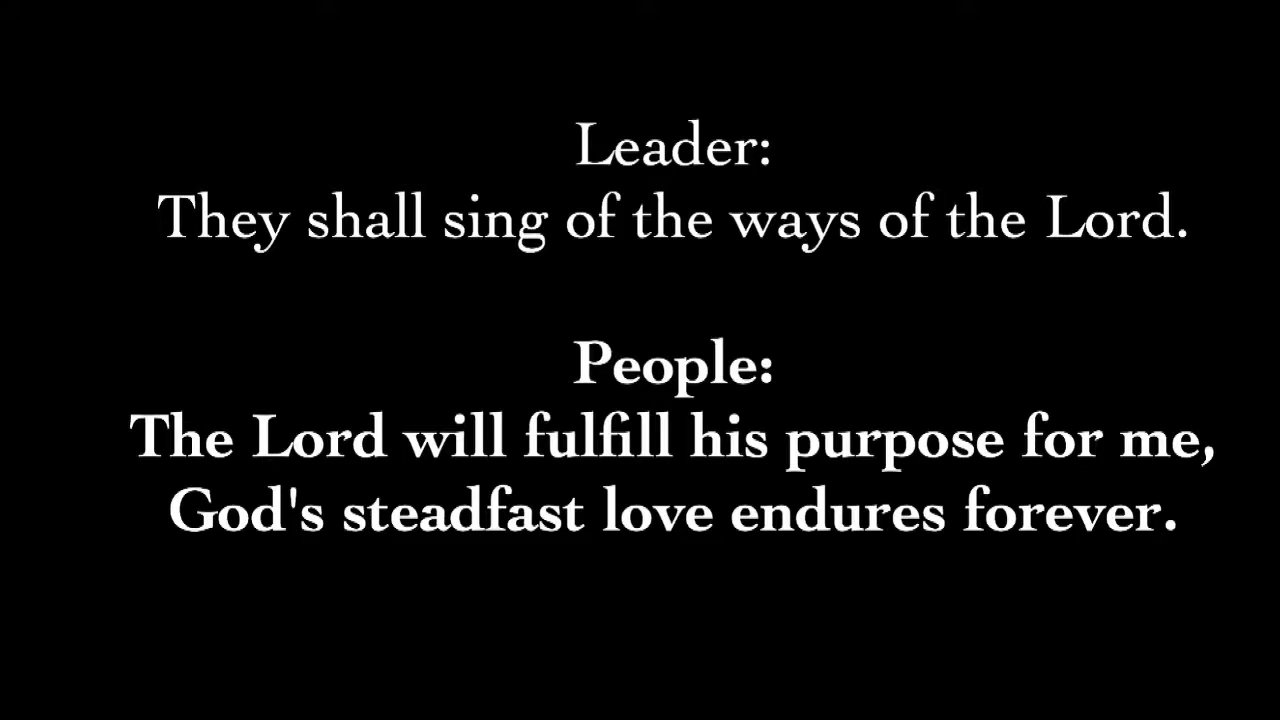 Leader:
They shall sing of the ways of the Lord.
People:
The Lord will fulfill his purpose for me,
God's steadfast love endures forever.